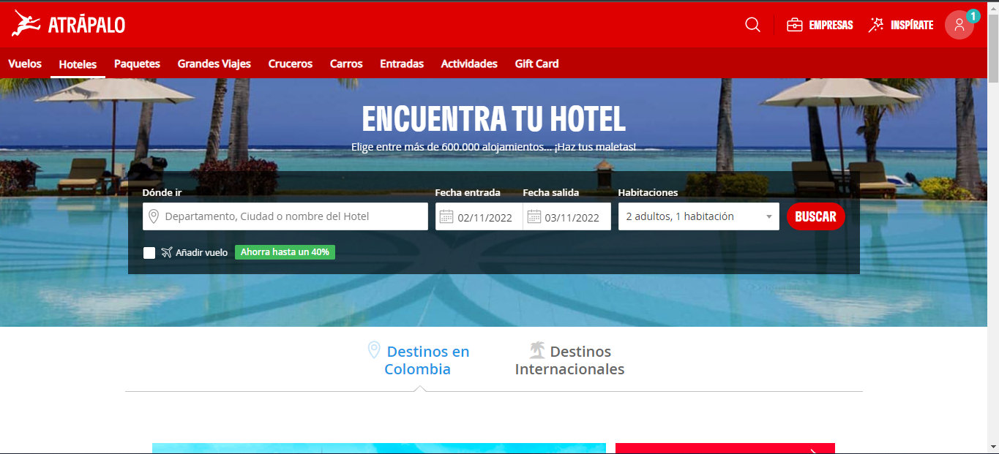 ATRÁPALO
EMPRESAS
INSPÍRATE
1
Vuelos Hoteles Paquetes Grandes Viajes Cruceros Carros Entradas Actividades Gift Card
ENCUENTRA TU HOTEL
Elige entre más de 600.000 alojamientos... ¡Haz tus maletas!
Dónde ir Fecha entrada Fecha salida Habitaciones
Departamento, Ciudad o nombre del Hotel 02/11/2022 03/11/2022 2 adultos, 1 habitación BUSCAR
Añadir vuelo Ahorra hasta un 40%
Destinos en
Colombia
Destinos
Internacionales